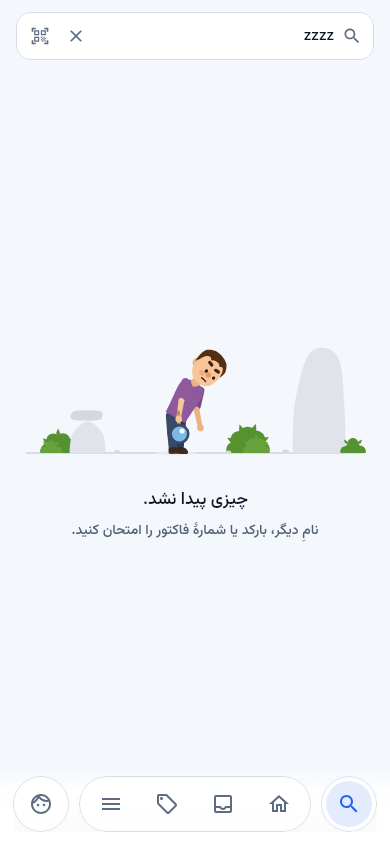 zzzz
چیزی پیدا نشد.
نامِ دیگر، بارکد یا شمارهٔ فاکتور را امتحان کنید.